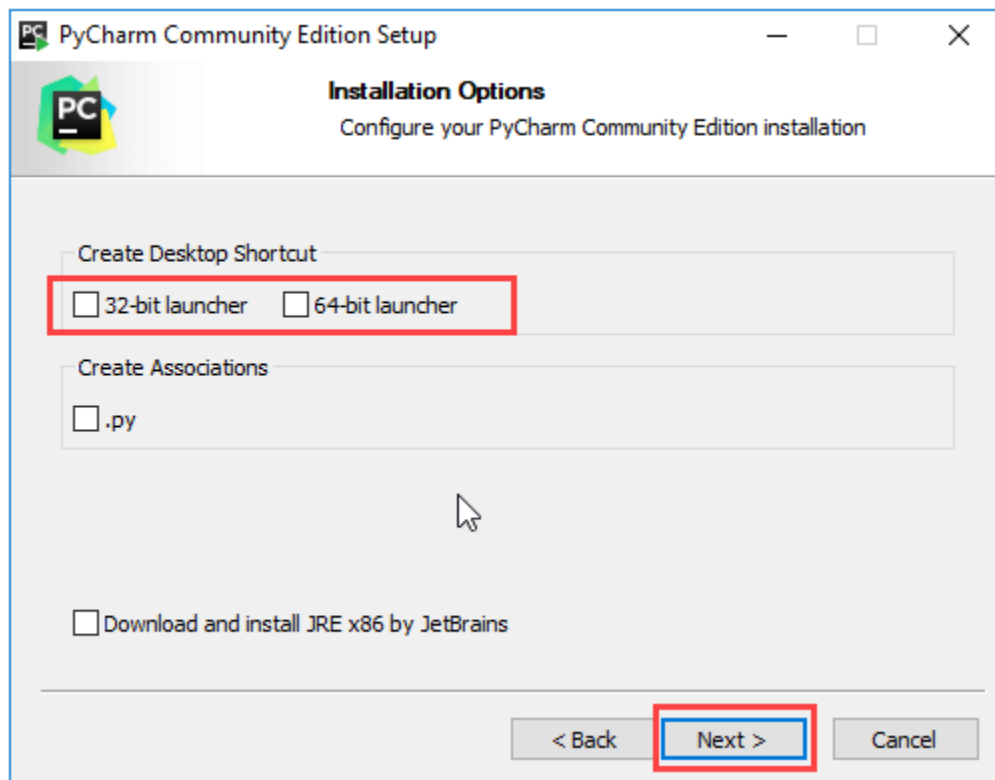 PC PyCharm Community Edition Setup
PC
Installation Options
Configure your PyCharm Community Edition installation
Create Desktop Shortcut
32-bit launcher 64-bit launcher
Create Associations
.py
Download and install JRE x86 by JetBrains
< Back Next > Cancel